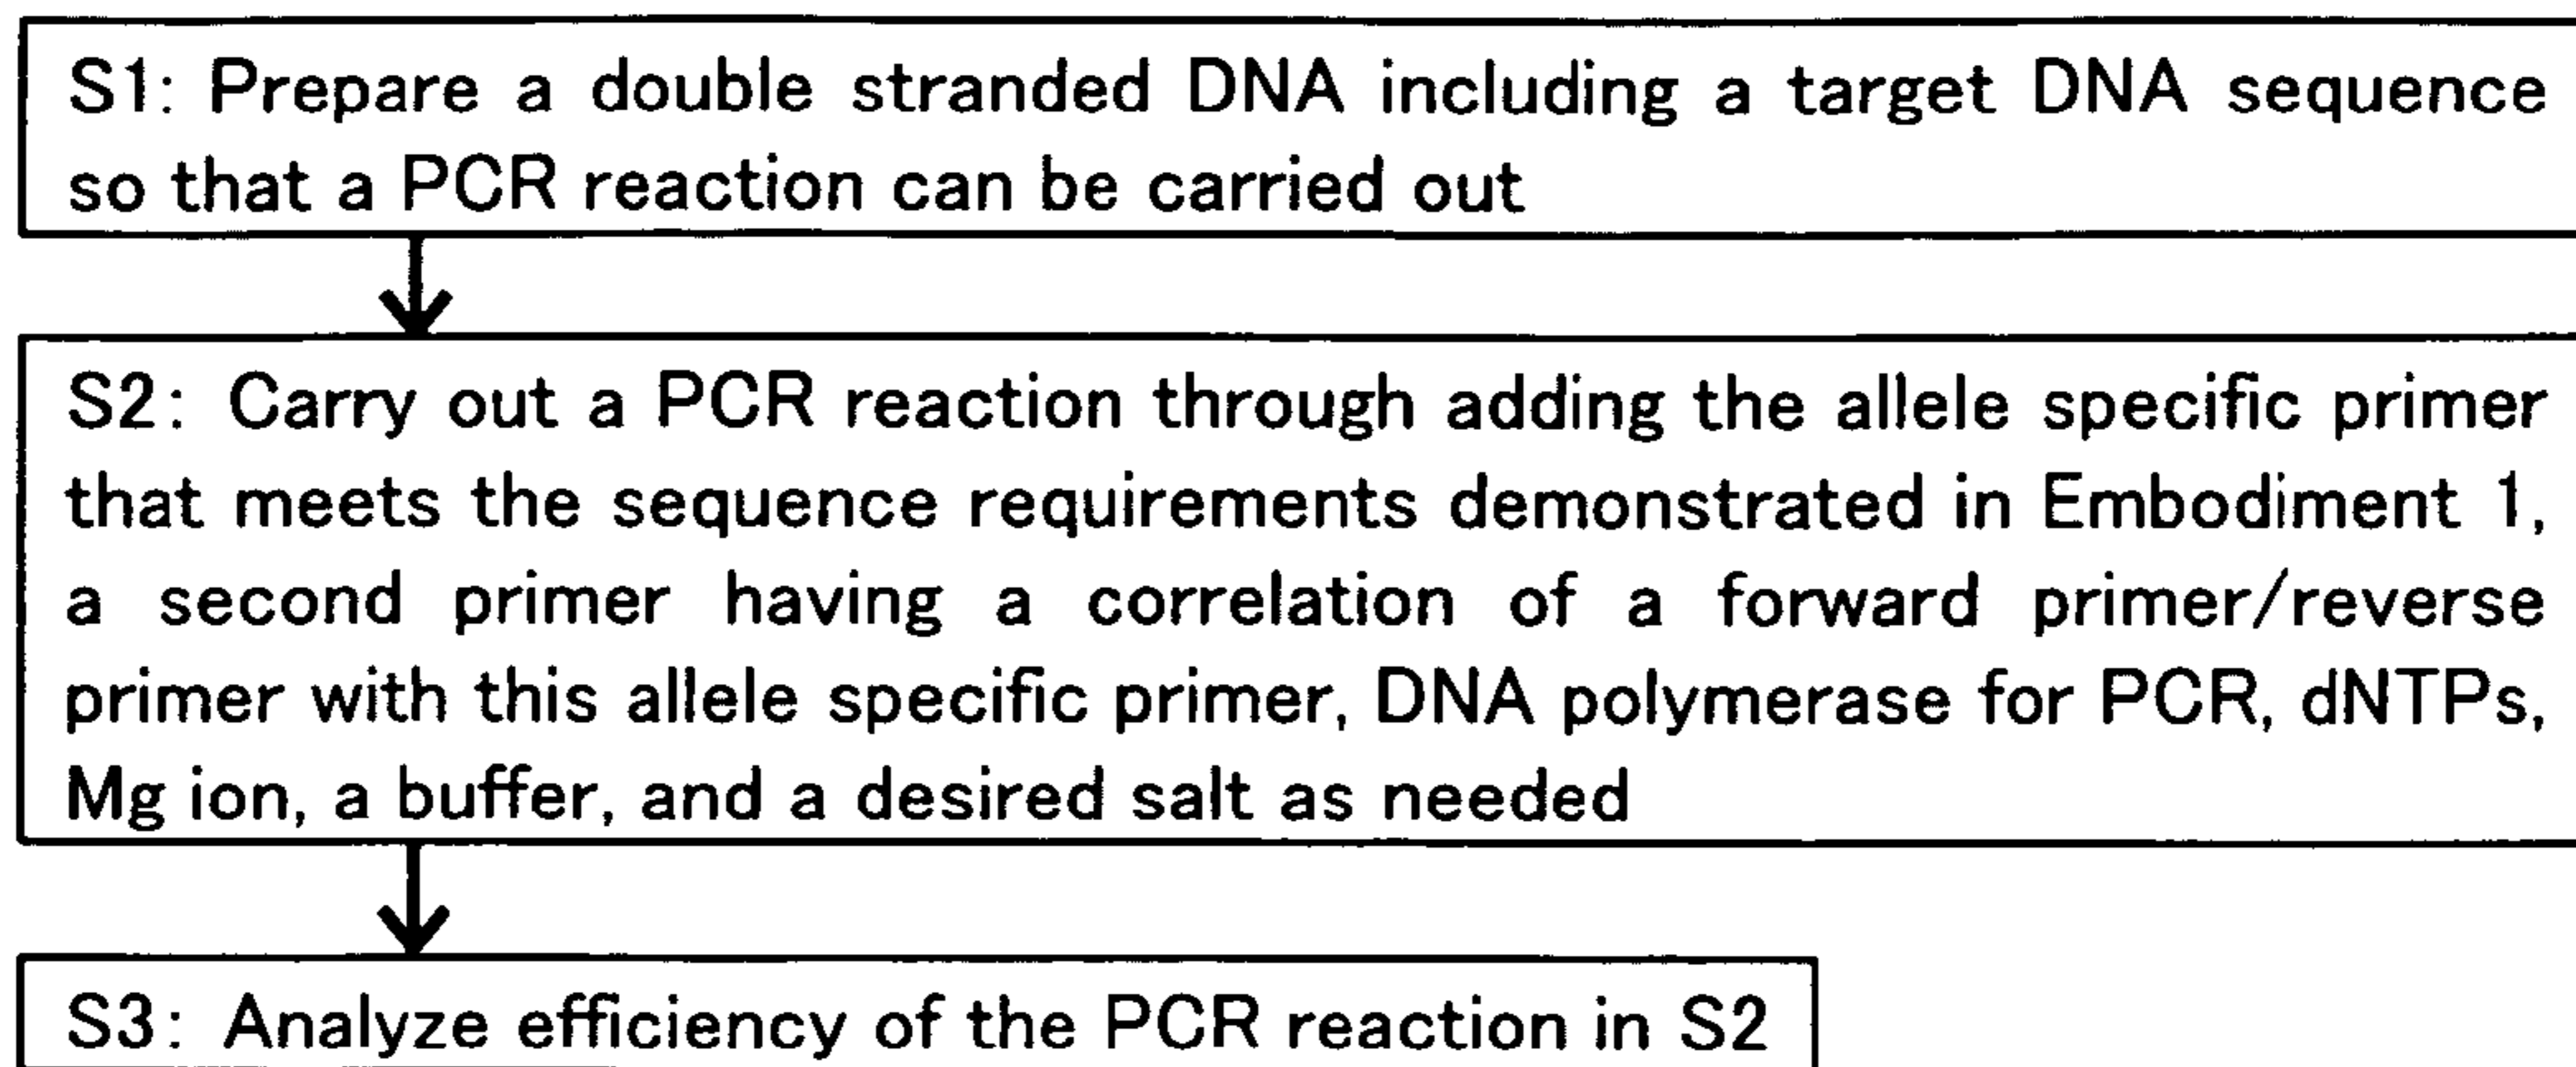 S1: Prepare a double stranded DNA including a target DNA sequence
so that a PCR reaction can be carried out
S2: Carry out a PCR reaction through adding the allele specific primer
that meets the sequence requirements demonstrated in Embodiment 1,
a second primer having a correlation of a forward primer/reverse
primer with this allele specific primer, DNA polymerase for PCR, dNTPs,
Mg ion, a buffer, and a desired salt as needed
S3: Analyze efficiency of the PCR reaction in S2